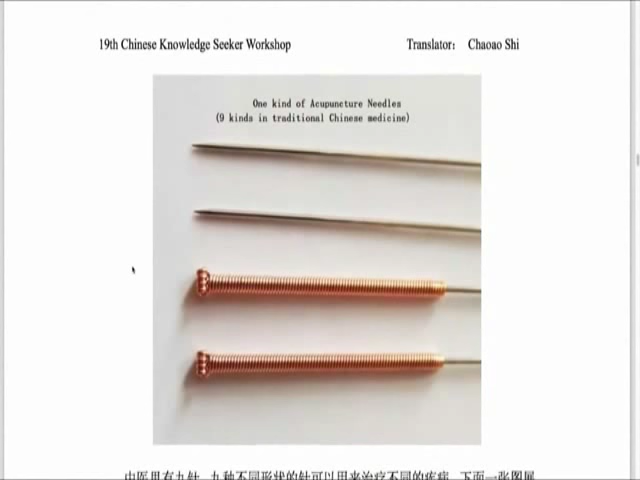 19th Chinese Knowledge Seeker Workshop Translator： Chaoao Shi
One kind of Acupuncture Needles
(9 kinds in traditional Chinese medicine)
中医里有九针，九种不同形状的针可以用来治疗不同的疾病，下面一张图展